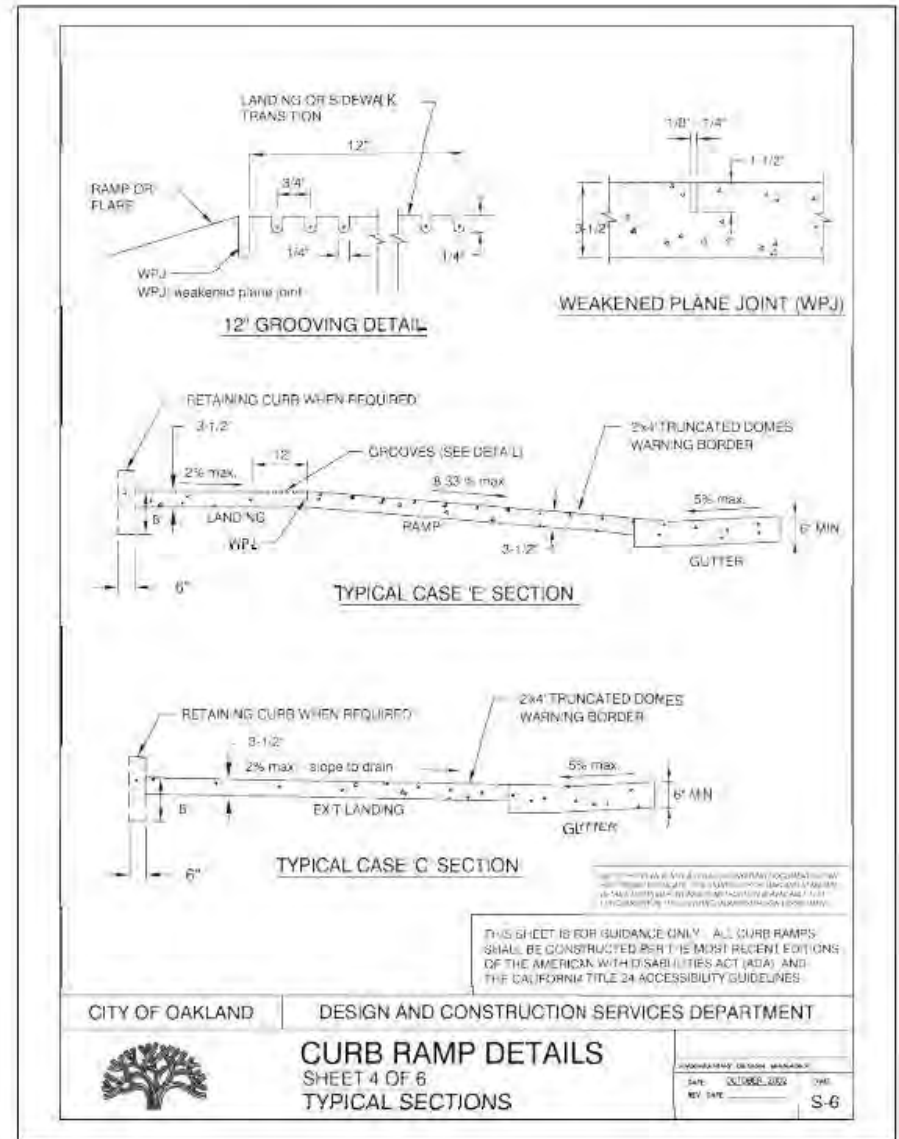 LANDING OR SIDEWALK
TRANSITION
12"
3/4"
RAMP OR
FLARE
1/4"
1/4"
WPJ
WPJ: weakened plane joint
12" GROOVING DETAIL
1/8" - 1/4"
1-1/2"
3-1/2"
WEAKENED PLANE JOINT (WPJ)
RETAINING CURB WHEN REQUIRED
3-1/2"
12"
GROOVES (SEE DETAIL)
2'x4' TRUNCATED DOMES
WARNING BORDER
2% max.
8.33 % max
5% max.
6"
LANDING
RAMP
6" MIN
WPJ
3-1/2"
GUTTER
6"
TYPICAL CASE 'E' SECTION
RETAINING CURB WHEN REQUIRED
2'x4' TRUNCATED DOMES
WARNING BORDER
3-1/2"
2% max slope to drain
5% max.
6"
EXIT LANDING
6" MIN
GUTTER
6"
TYPICAL CASE 'C' SECTION
THIS SHEET IS FOR GUIDANCE ONLY. ALL CURB RAMPS
SHALL BE CONSTRUCTED PER THE MOST RECENT EDITIONS
OF THE AMERICAN WITH DISABILITIES ACT (ADA) AND
THE CALIFORNIA TITLE 24 ACCESSIBILITY GUIDELINES
CITY OF OAKLAND
DESIGN AND CONSTRUCTION SERVICES DEPARTMENT
CURB RAMP DETAILS
SHEET 4 OF 6
TYPICAL SECTIONS
ENGINEERING DESIGN MANAGER
DATE OCTOBER, 2002
REV. DATE
DWG.
S-6